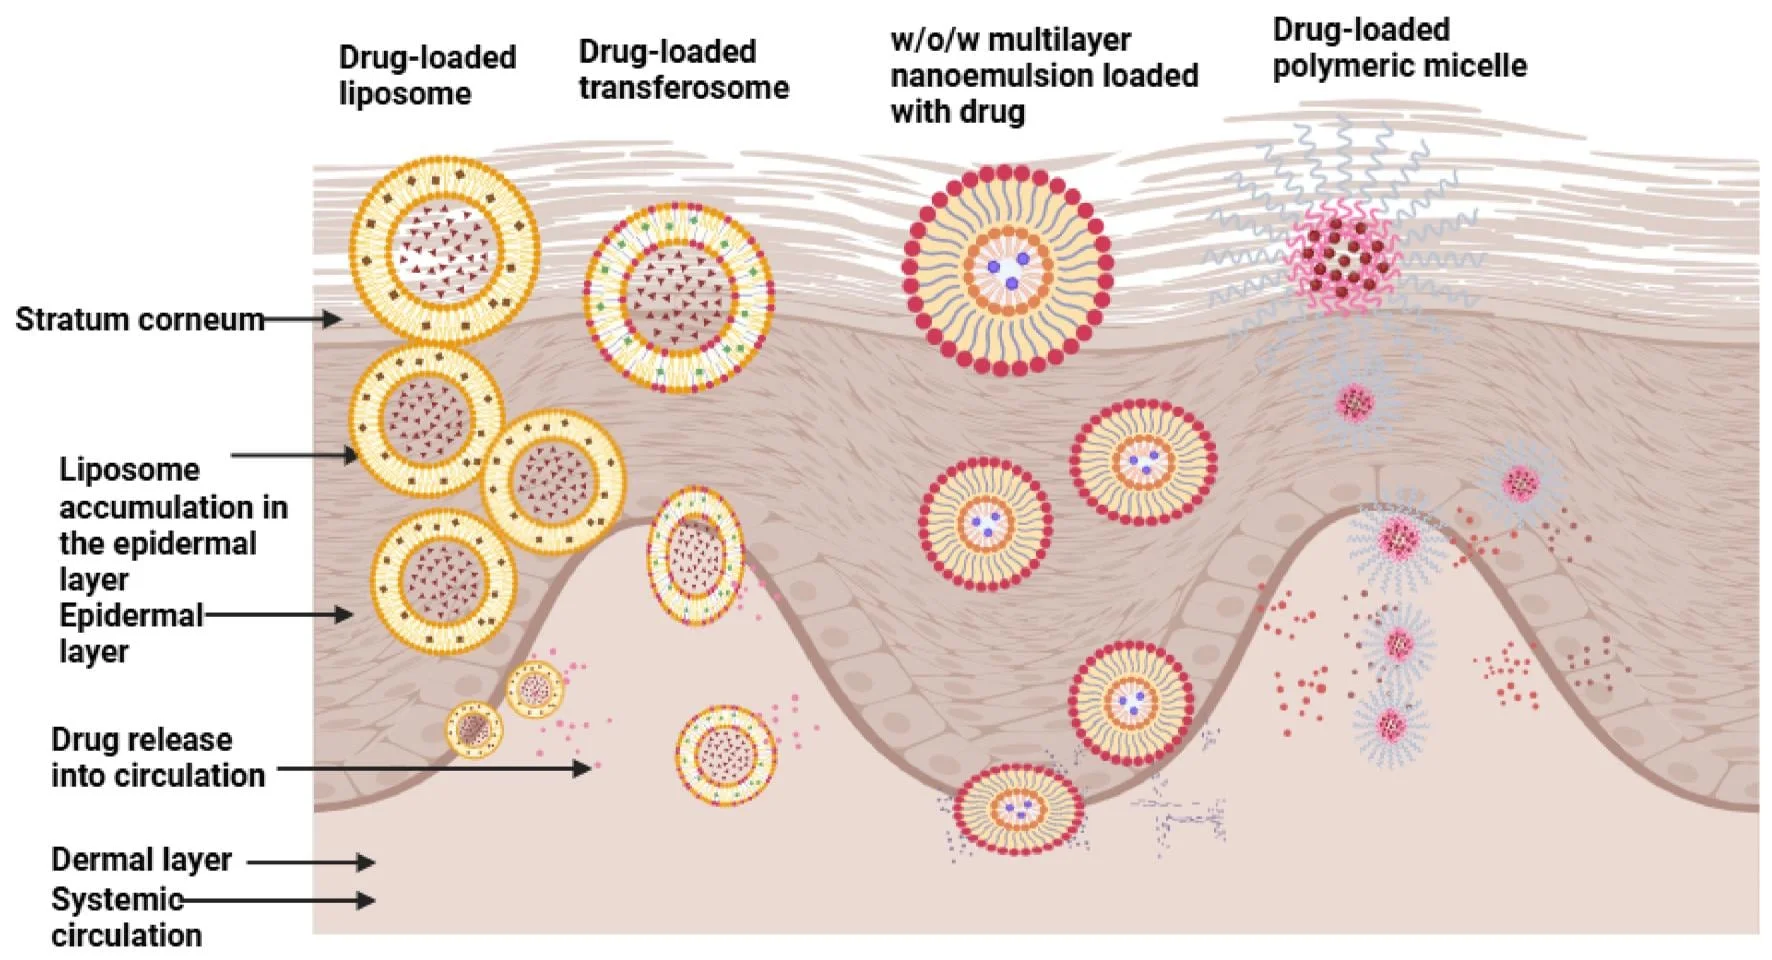 Drug-loaded
liposome
Drug-loaded
transferosome
w/o/w multilayer
nanoemulsion loaded
with drug
Drug-loaded
polymeric micelle
Stratum corneum
Liposome
accumulation in
the epidermal
layer
Epidermal
layer
Drug release
into circulation
Dermal layer
Systemic
circulation